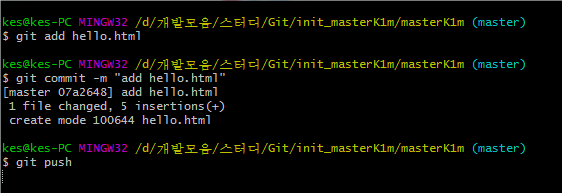 kes@kes-PC MINGW32 /d/개발모음/스터디/Git/init_masterK1m/masterK1m (master)
$ git add hello.html
kes@kes-PC MINGW32 /d/개발모음/스터디/Git/init_masterK1m/masterK1m (master)
$ git commit -m "add hello.html"
[master 07a2648] add hello.html
 1 file changed, 5 insertions(+)
 create mode 100644 hello.html
kes@kes-PC MINGW32 /d/개발모음/스터디/Git/init_masterK1m/masterK1m (master)
$ git push